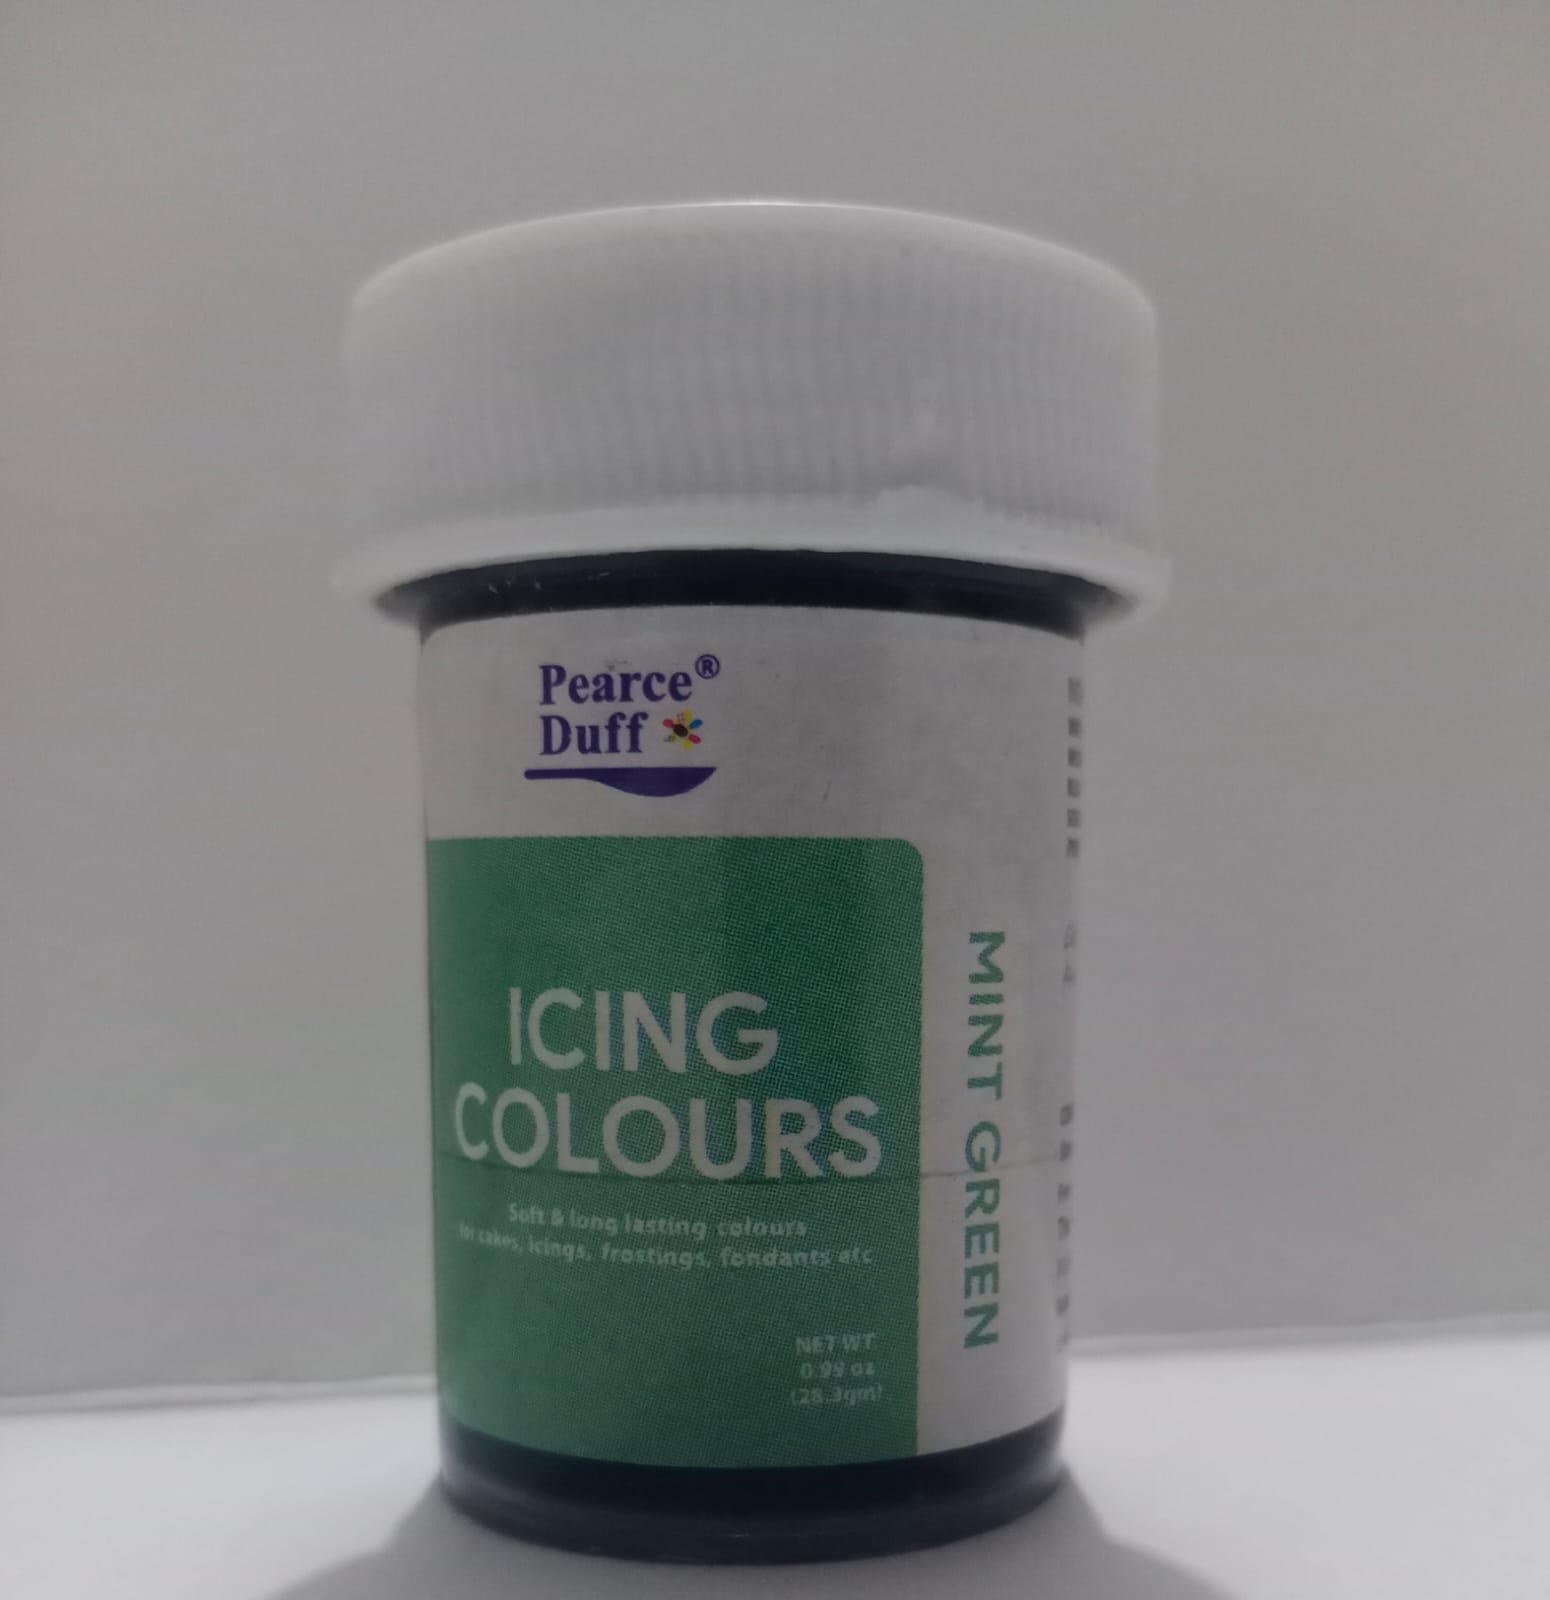 Pearce®
Duff
ICING
COLOURS
Soft & long lasting colours
for cakes, icings, frostings, fondants etc
NET WT
0.99 oz
(28.3gm)
MINT GREEN